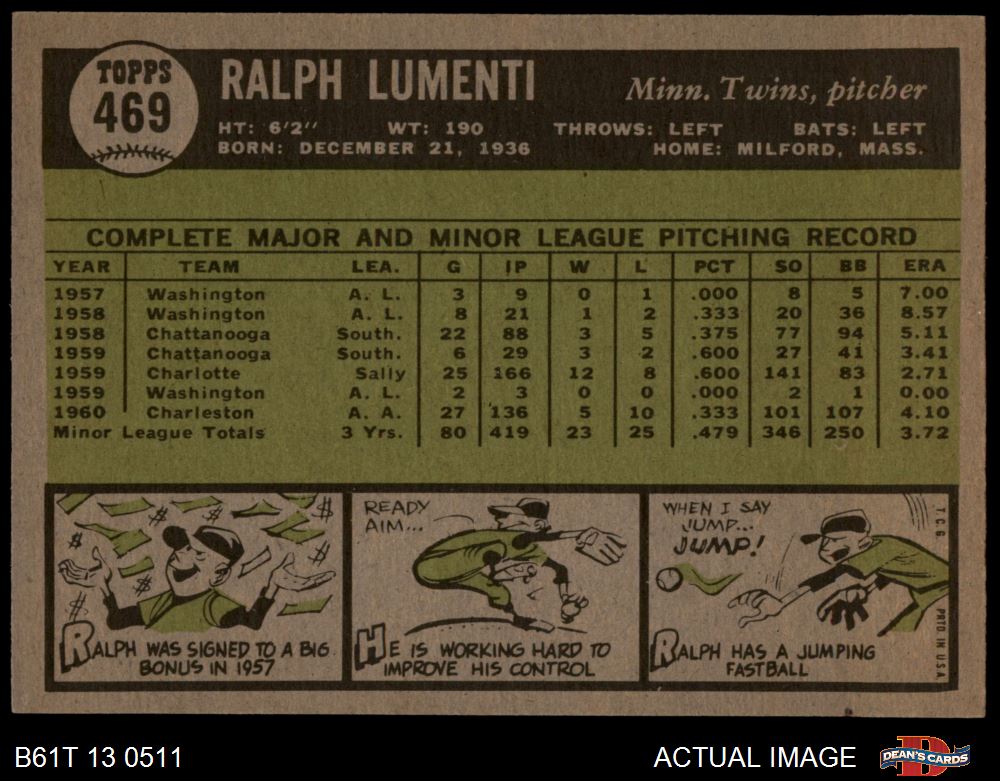 TOPPS
469
RALPH LUMENTI
Minn. Twins, pitcher
HT: 6'2" WT: 190 THROWS: LEFT BATS: LEFT
BORN: DECEMBER 21, 1936 HOME: MILFORD, MASS.
COMPLETE MAJOR AND MINOR LEAGUE PITCHING RECORD
YEAR TEAM LEA. G IP W L PCT SO BB ERA
1957 Washington A. L. 3 9 0 1 .000 8 5 7.00
1958 Washington A. L. 8 21 1 2 .333 20 36 8.57
1958 Chattanooga South. 22 88 3 5 .375 77 94 5.11
1959 Chattanooga South. 6 29 3 2 .600 27 41 3.41
1959 Charlotte Sally 25 166 12 8 .600 141 83 2.71
1959 Washington A. L. 2 3 0 0 .000 2 1 0.00
1960 Charleston A. A. 27 136 5 10 .333 101 107 4.10
Minor League Totals 3 Yrs. 80 419 23 25 .479 346 250 3.72
RALPH WAS SIGNED TO A BIG
BONUS IN 1957
READY
AIM...
HE IS WORKING HARD TO
IMPROVE HIS CONTROL
WHEN I SAY
JUMP...
JUMP!
RALPH HAS A JUMPING
FASTBALL
T.C.G. PRTD IN U.S.A.
B61T 13 0511
ACTUAL IMAGE
DEAN'S CARDS